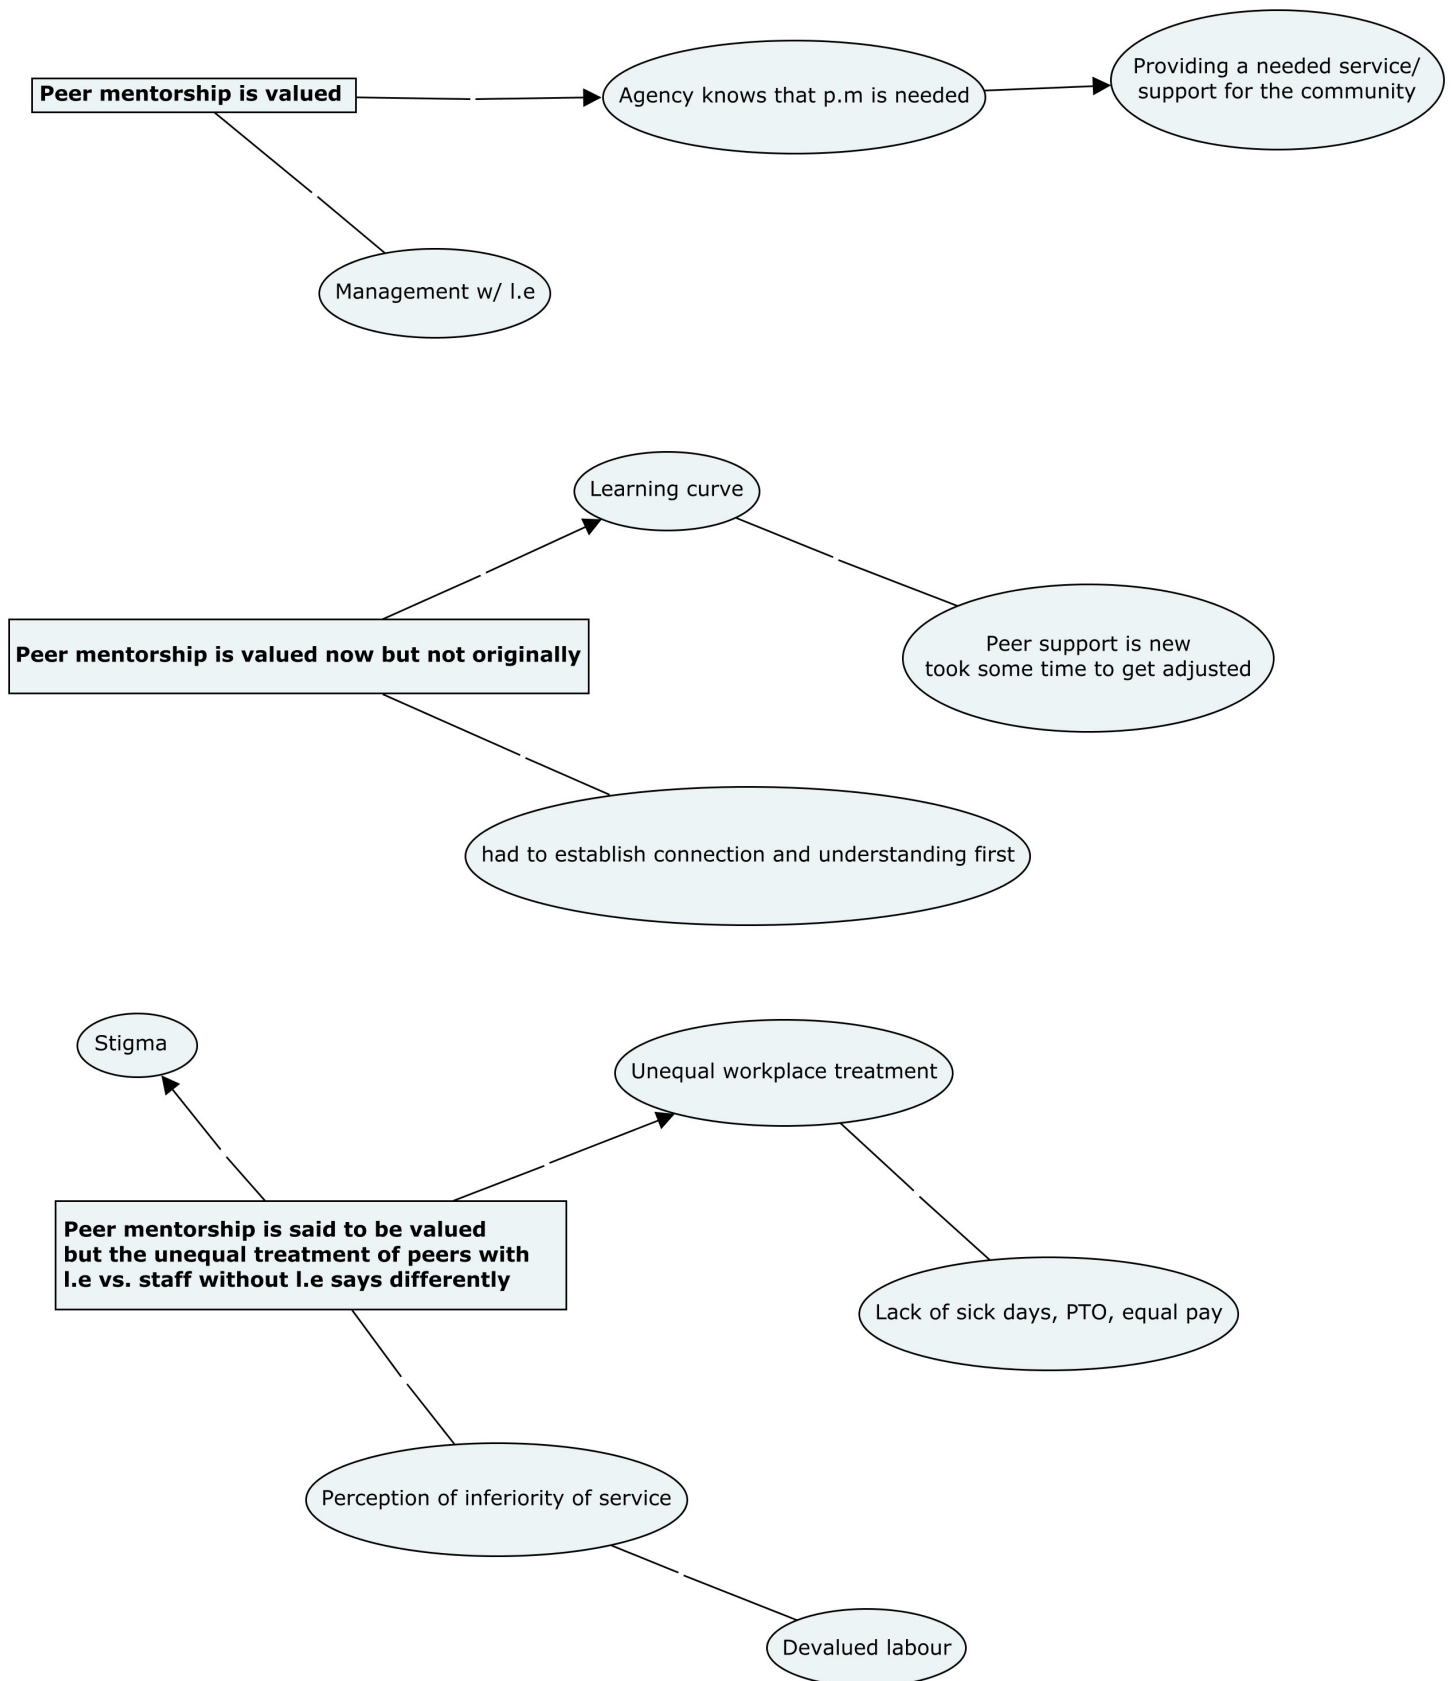 Peer mentorship is valued
Agency knows that p.m is needed
Providing a needed service/
support for the community
Management w/ l.e
Learning curve
Peer mentorship is valued now but not originally
Peer support is new
took some time to get adjusted
had to establish connection and understanding first
Stigma
Unequal workplace treatment
Peer mentorship is said to be valued
but the unequal treatment of peers with
l.e vs. staff without l.e says differently
Lack of sick days, PTO, equal pay
Perception of inferiority of service
Devalued labour